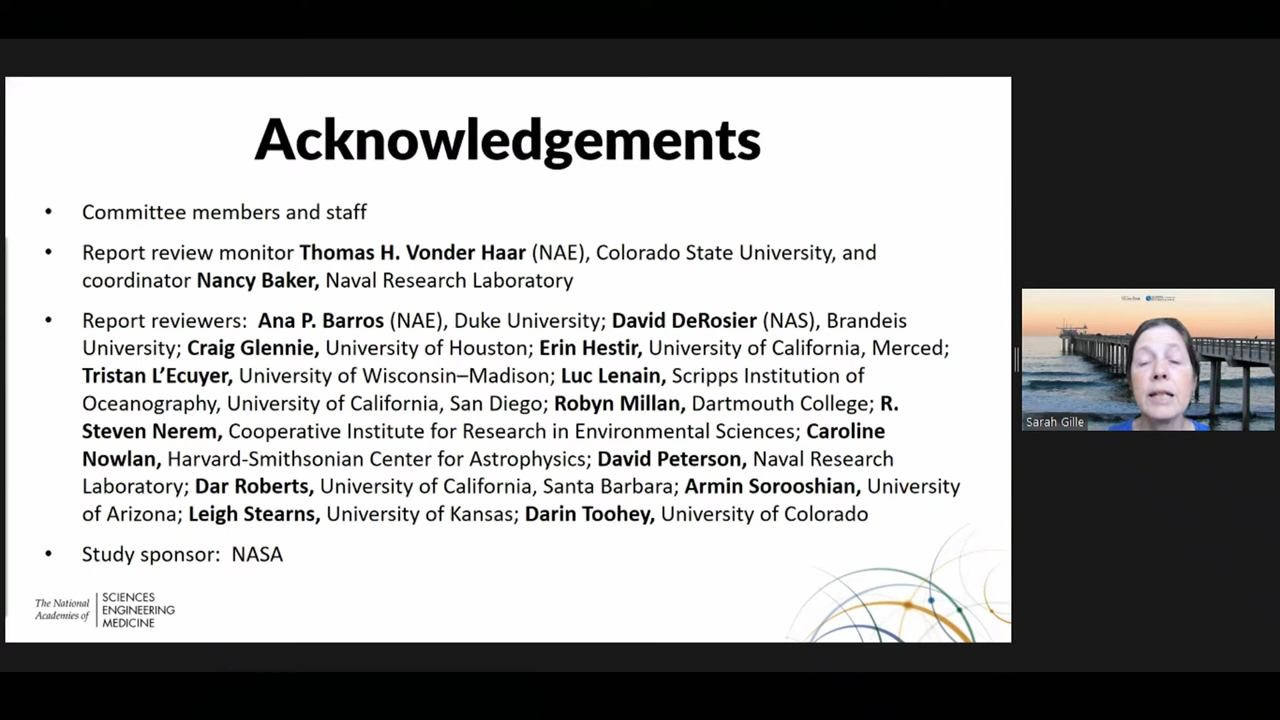 Acknowledgements
• Committee members and staff
• Report review monitor Thomas H. Vonder Haar (NAE), Colorado State University, and
coordinator Nancy Baker, Naval Research Laboratory
• Report reviewers: Ana P. Barros (NAE), Duke University; David DeRosier (NAS), Brandeis
University; Craig Glennie, University of Houston; Erin Hestir, University of California, Merced;
Tristan L’Ecuyer, University of Wisconsin–Madison; Luc Lenain, Scripps Institution of
Oceanography, University of California, San Diego; Robyn Millan, Dartmouth College; R.
Steven Nerem, Cooperative Institute for Research in Environmental Sciences; Caroline
Nowlan, Harvard-Smithsonian Center for Astrophysics; David Peterson, Naval Research
Laboratory; Dar Roberts, University of California, Santa Barbara; Armin Sorooshian, University
of Arizona; Leigh Stearns, University of Kansas; Darin Toohey, University of Colorado
• Study sponsor: NASA
The National
Academies of
SCIENCES
ENGINEERING
MEDICINE
Sarah Gille